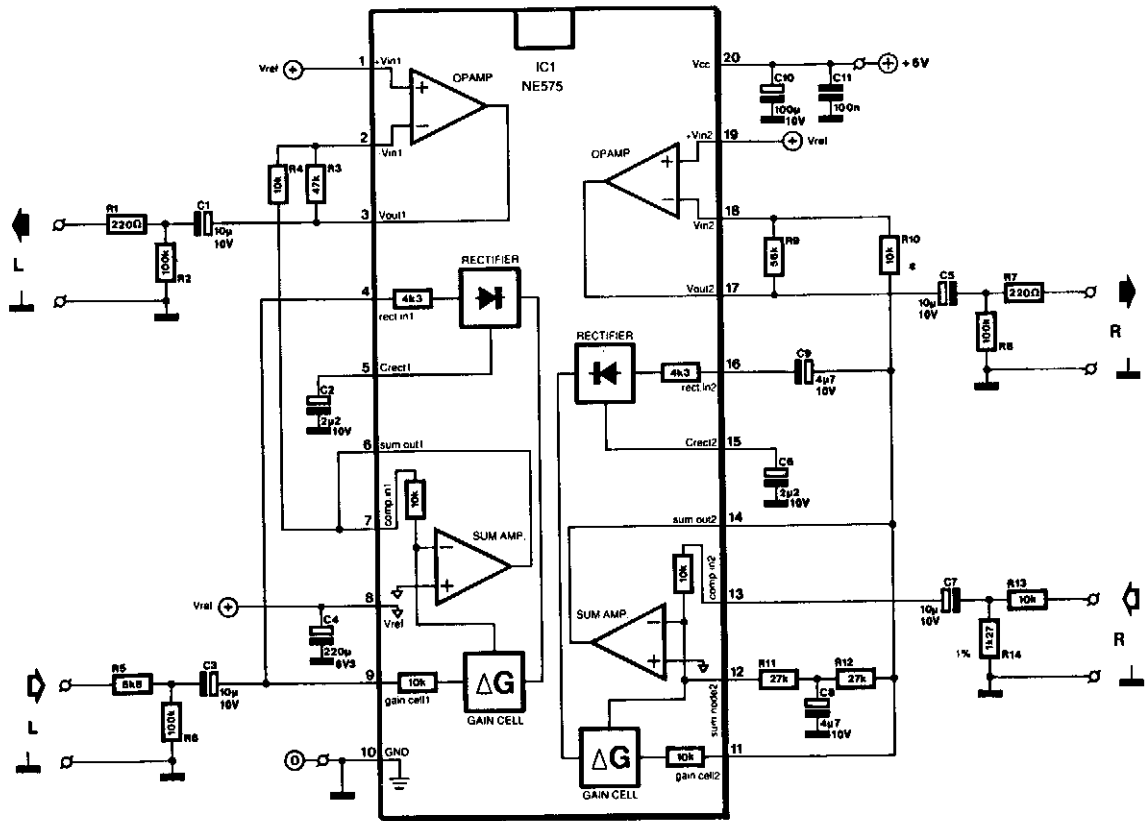 IC1
NE575
Vref
1
+Vin1
OPAMP
2
-Vin1
R4
10k
R3
47k
3
Vout1
R1
220Ω
C1
10µ
10V
100k
R2
L
RECTIFIER
4
4k3
rect in1
5
Crect1
C2
2µ2
10V
6
sum out1
7
comp.in1
10k
SUM AMP.
8
Vref
Vref
C4
220µ
6V3
9
10k
gain cell1
ΔG
GAIN CELL
R5
6k8
C3
10µ
10V
100k
R6
L
0
10
GND
20
Vcc
C10
100µ
10V
C11
100n
+6V
19
+Vin2
Vref
OPAMP
18
Vin2
R9
56k
R10
10k
17
Vout2
C5
10µ
10V
R7
220Ω
100k
R8
R
RECTIFIER
4k3
16
rect.in2
C9
4µ7
10V
15
Crect2
C6
2µ2
10V
14
sum out2
10k
comp in2
13
C7
10µ
10V
R13
10k
1k27
1%
R14
R
SUM AMP.
12
sum node2
R11
27k
R12
27k
C8
4µ7
10V
11
10k
gain cell2
ΔG
GAIN CELL